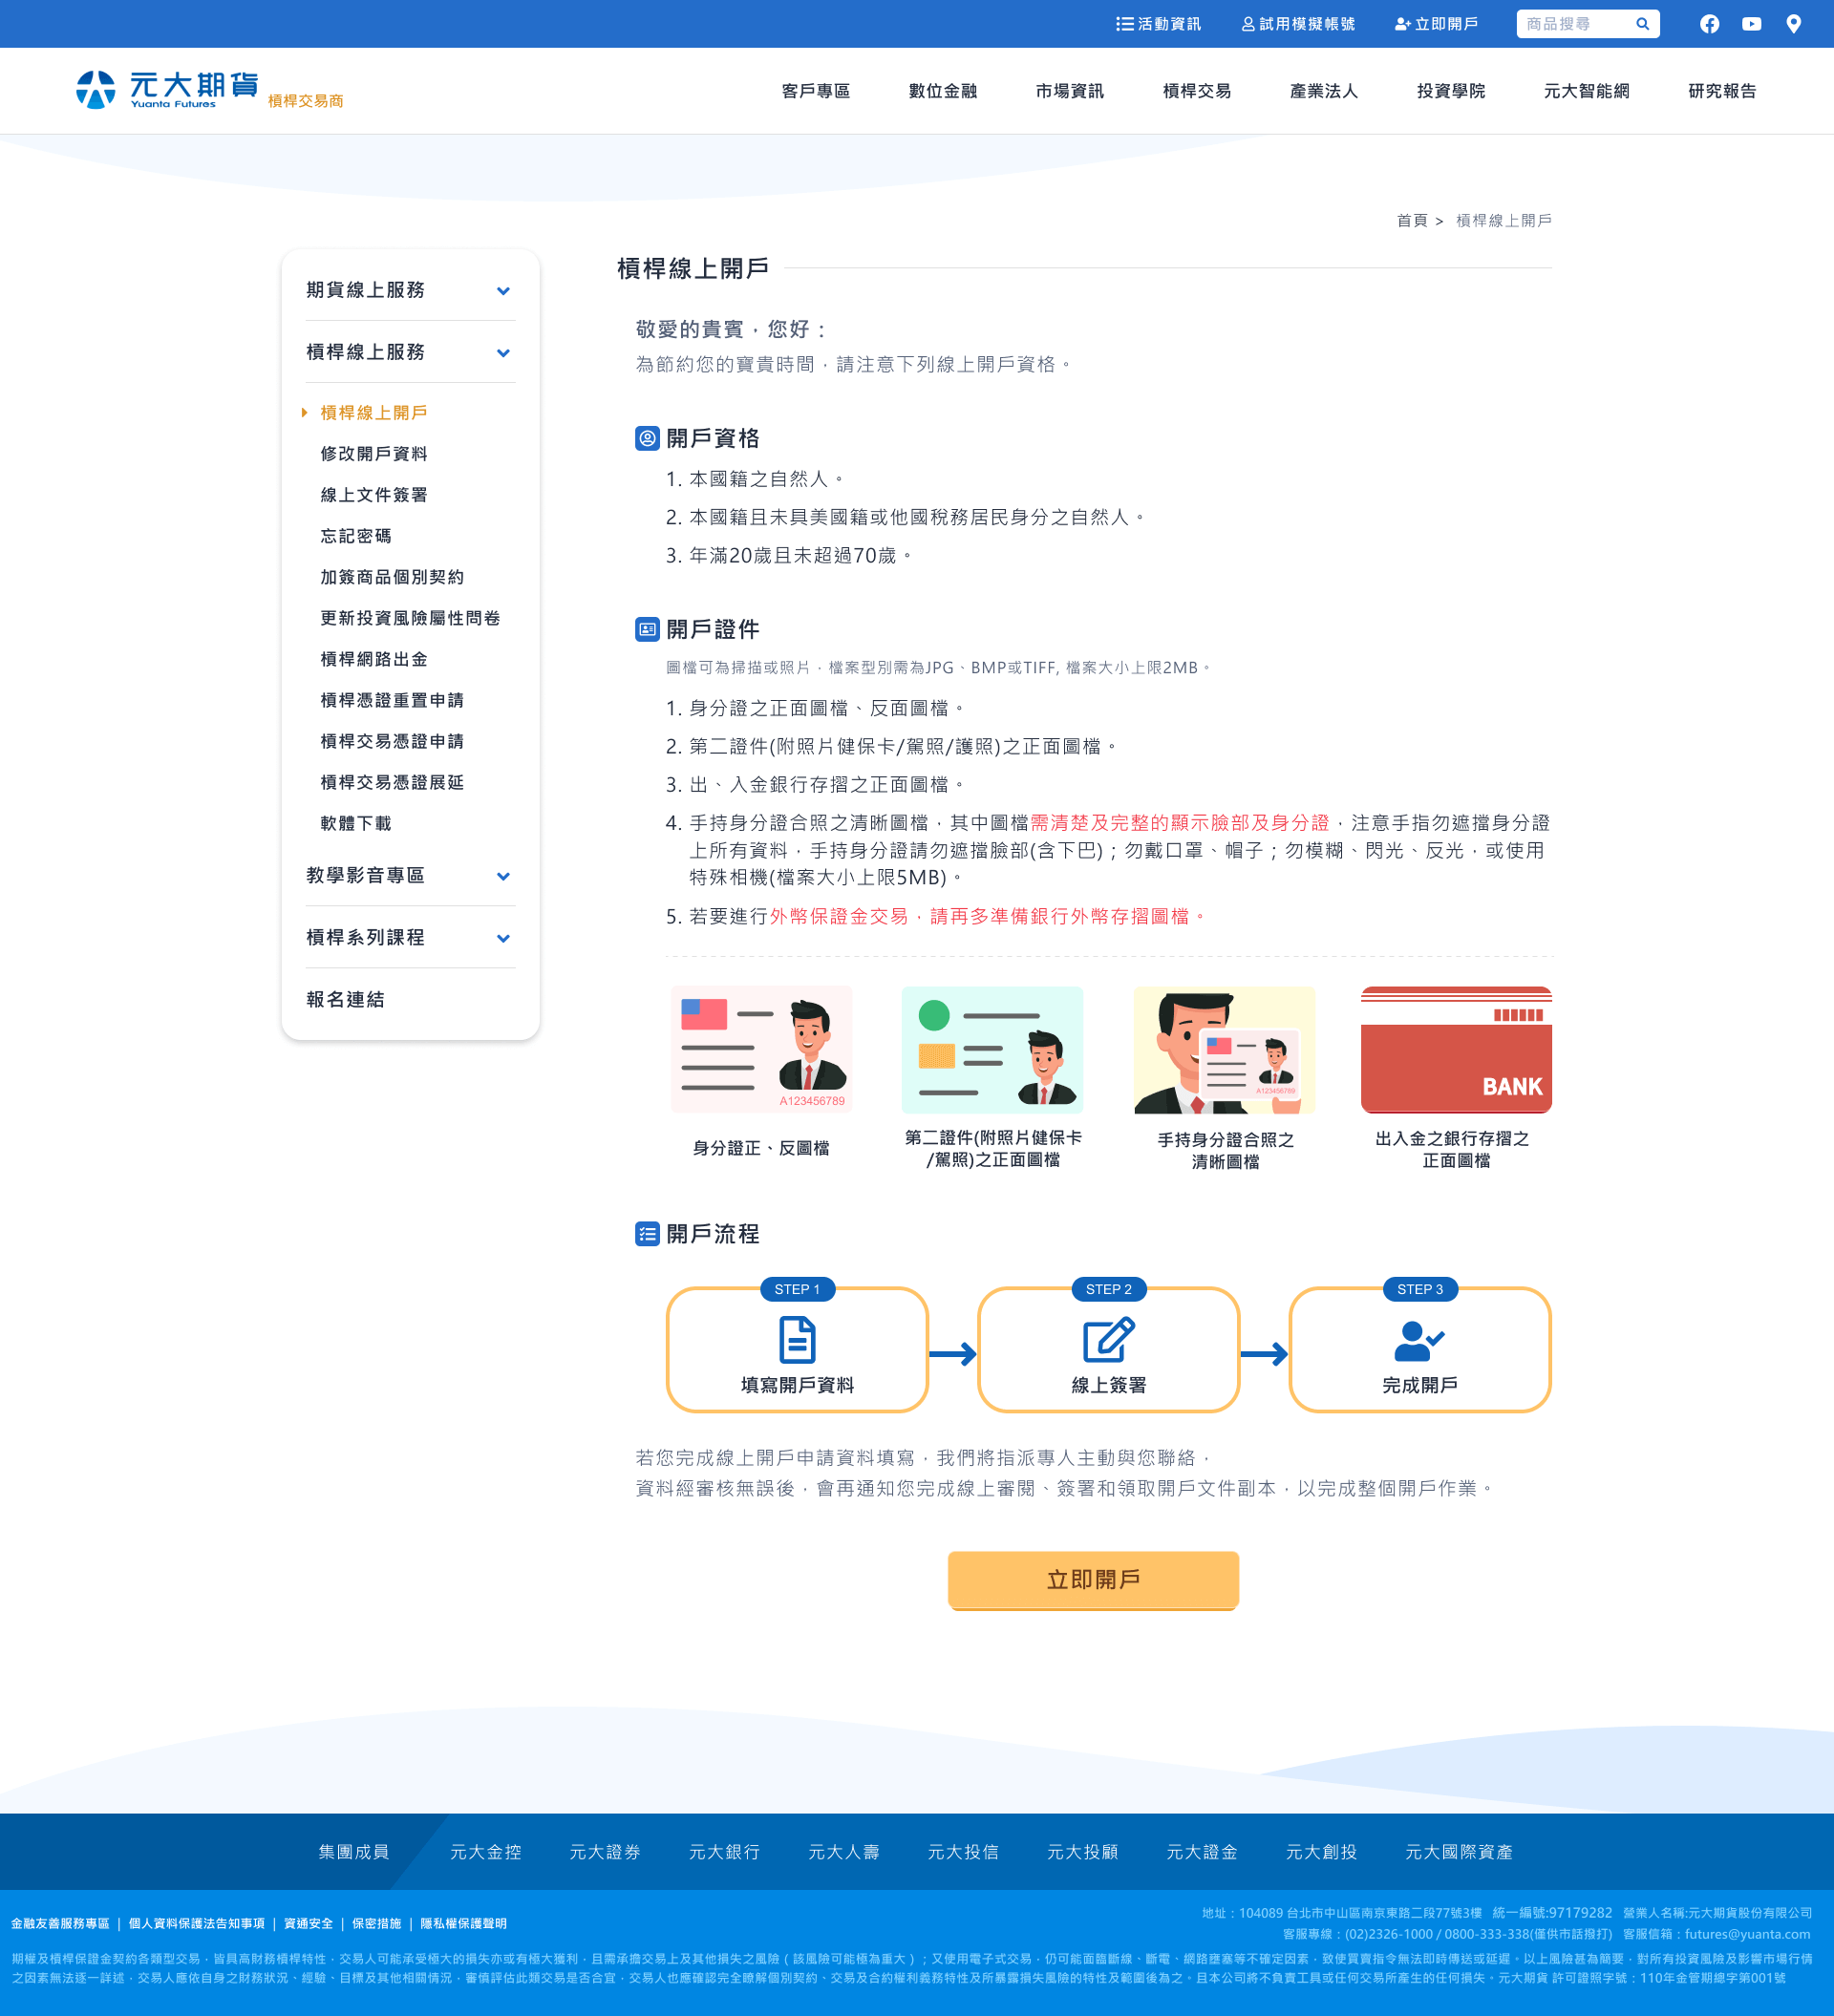 活動資訊 試用模擬帳號 立即開戶 商品搜尋
元大期貨 Yuanta Futures 槓桿交易商
客戶專區 數位金融 市場資訊 槓桿交易 產業法人 投資學院 元大智能網 研究報告
首頁 > 槓桿線上開戶
期貨線上服務
槓桿線上服務
槓桿線上開戶
修改開戶資料
線上文件簽署
忘記密碼
加簽商品個別契約
更新投資風險屬性問卷
槓桿網路出金
槓桿憑證重置申請
槓桿交易憑證申請
槓桿交易憑證展延
軟體下載
教學影音專區
槓桿系列課程
報名連結
槓桿線上開戶
敬愛的貴賓，您好：
為節約您的寶貴時間，請注意下列線上開戶資格。
開戶資格
1. 本國籍之自然人。
2. 本國籍且未具美國籍或他國稅務居民身分之自然人。
3. 年滿20歲且未超過70歲。
開戶證件
圖檔可為掃描或照片，檔案型別需為JPG、BMP或TIFF, 檔案大小上限2MB。
1. 身分證之正面圖檔、反面圖檔。
2. 第二證件(附照片健保卡/駕照/護照)之正面圖檔。
3. 出、入金銀行存摺之正面圖檔。
4. 手持身分證合照之清晰圖檔，其中圖檔需清楚及完整的顯示臉部及身分證，注意手指勿遮擋身分證
上所有資料，手持身分證請勿遮擋臉部(含下巴)；勿戴口罩、帽子；勿模糊、閃光、反光，或使用
特殊相機(檔案大小上限5MB)。
5. 若要進行外幣保證金交易，請再多準備銀行外幣存摺圖檔。
A123456789
A123456789
BANK
身分證正、反圖檔
第二證件(附照片健保卡
/駕照)之正面圖檔
手持身分證合照之
清晰圖檔
出入金之銀行存摺之
正面圖檔
開戶流程
STEP 1 STEP 2 STEP 3
填寫開戶資料 線上簽署 完成開戶
若您完成線上開戶申請資料填寫，我們將指派專人主動與您聯絡，
資料經審核無誤後，會再通知您完成線上審閱、簽署和領取開戶文件副本，以完成整個開戶作業。
立即開戶
集團成員 元大金控 元大證券 元大銀行 元大人壽 元大投信 元大投顧 元大證金 元大創投 元大國際資產
金融友善服務專區 | 個人資料保護法告知事項 | 資通安全 | 保密措施 | 隱私權保護聲明
地址：104089 台北市中山區南京東路二段77號3樓 統一編號:97179282 營業人名稱:元大期貨股份有限公司
客服專線：(02)2326-1000 / 0800-333-338(僅供市話撥打) 客服信箱：futures@yuanta.com
期權及槓桿保證金契約各類型交易，皆具高財務槓桿特性，交易人可能承受極大的損失亦或有極大獲利，且需承擔交易上及其他損失之風險（該風險可能極為重大）；又使用電子式交易，仍可能面臨斷線、斷電、網路壅塞等不確定因素，致使買賣指令無法即時傳送或延遲。以上風險甚為簡要，對所有投資風險及影響市場行情
之因素無法逐一詳述，交易人應依自身之財務狀況、經驗、目標及其他相關情況，審慎評估此類交易是否合宜，交易人也應確認完全瞭解個別契約、交易及合約權利義務特性及所暴露損失風險的特性及範圍後為之。且本公司將不負責工具或任何交易所產生的任何損失。元大期貨 許可證照字號：110年金管期總字第001號